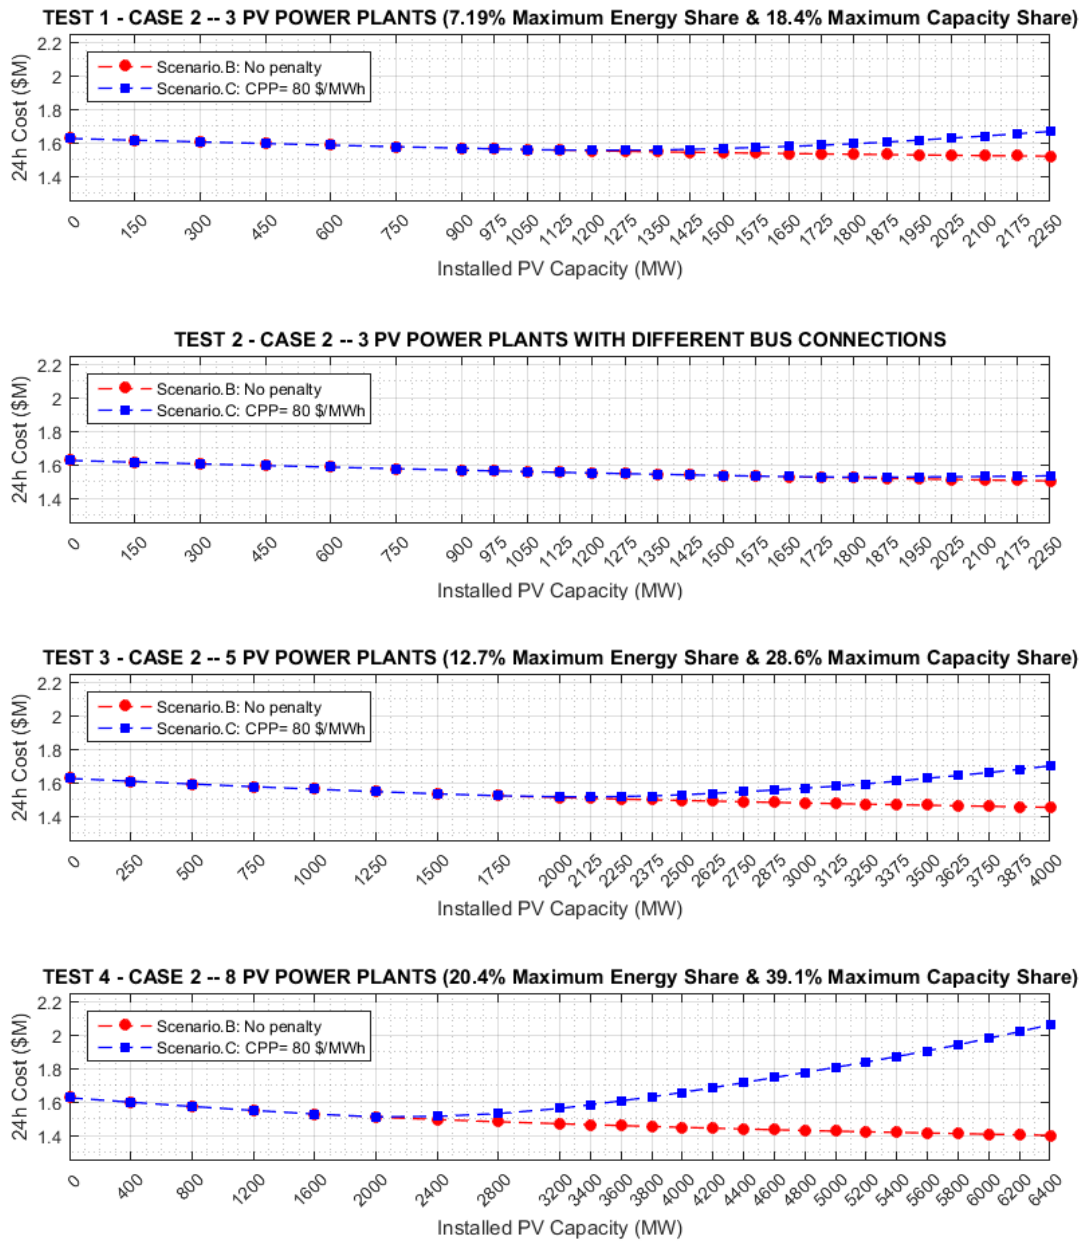 TEST 1 - CASE 2 -- 3 PV POWER PLANTS (7.19% Maximum Energy Share & 18.4% Maximum Capacity Share)
2.2
2
1.8
1.6
1.4
24h Cost ($M)
Scenario.B: No penalty
Scenario.C: CPP= 80 $/MWh
0 150 300 450 600 750 900 975 1050 1125 1200 1275 1350 1425 1500 1575 1650 1725 1800 1875 1950 2025 2100 2175 2250
Installed PV Capacity (MW)
TEST 2 - CASE 2 -- 3 PV POWER PLANTS WITH DIFFERENT BUS CONNECTIONS
2.2
2
1.8
1.6
1.4
24h Cost ($M)
Scenario.B: No penalty
Scenario.C: CPP= 80 $/MWh
0 150 300 450 600 750 900 975 1050 1125 1200 1275 1350 1425 1500 1575 1650 1725 1800 1875 1950 2025 2100 2175 2250
Installed PV Capacity (MW)
TEST 3 - CASE 2 -- 5 PV POWER PLANTS (12.7% Maximum Energy Share & 28.6% Maximum Capacity Share)
2.2
2
1.8
1.6
1.4
24h Cost ($M)
Scenario.B: No penalty
Scenario.C: CPP= 80 $/MWh
0 250 500 750 1000 1250 1500 1750 2000 2125 2250 2375 2500 2625 2750 2875 3000 3125 3250 3375 3500 3625 3750 3875 4000
Installed PV Capacity (MW)
TEST 4 - CASE 2 -- 8 PV POWER PLANTS (20.4% Maximum Energy Share & 39.1% Maximum Capacity Share)
2.2
2
1.8
1.6
1.4
24h Cost ($M)
Scenario.B: No penalty
Scenario.C: CPP= 80 $/MWh
0 400 800 1200 1600 2000 2400 2800 3200 3400 3600 3800 4000 4200 4400 4600 4800 5000 5200 5400 5600 5800 6000 6200 6400
Installed PV Capacity (MW)